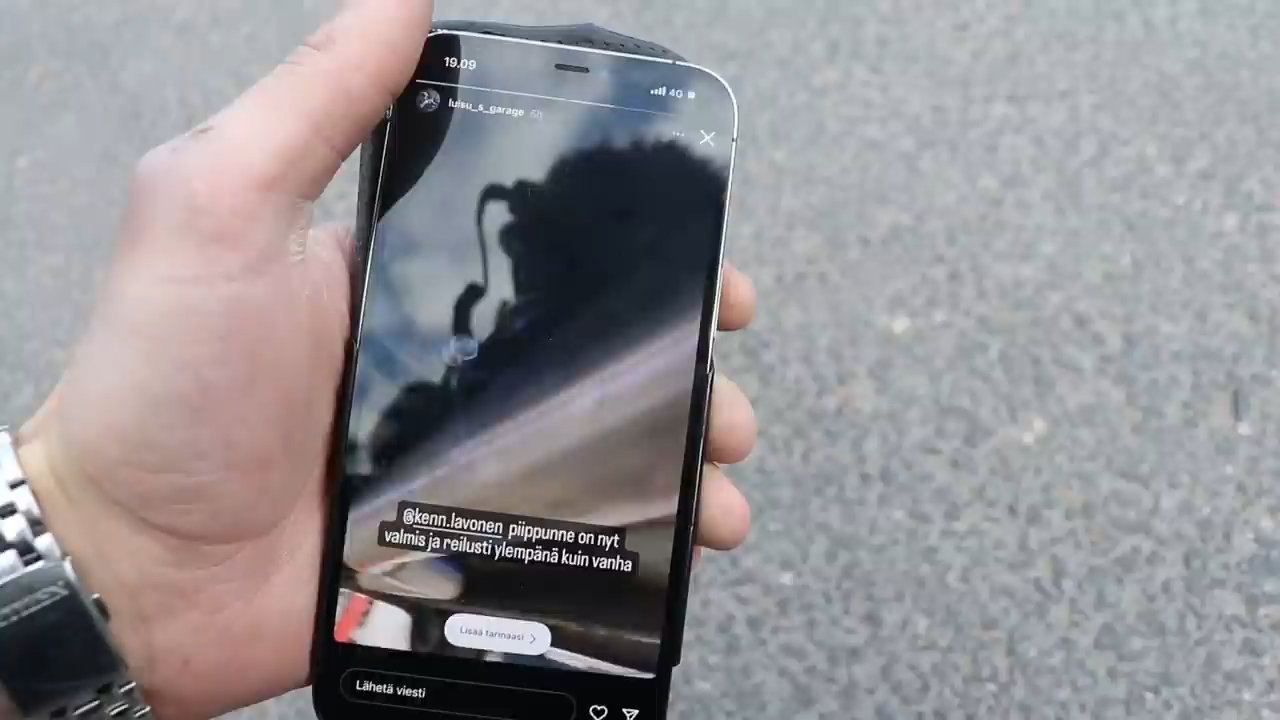 19.09
4G
luisu_s_garage
@kenn.lavonen piippunne on nyt
valmis ja reilusti ylempänä kuin vanha
Lisää tarinaasi
Lähetä viesti